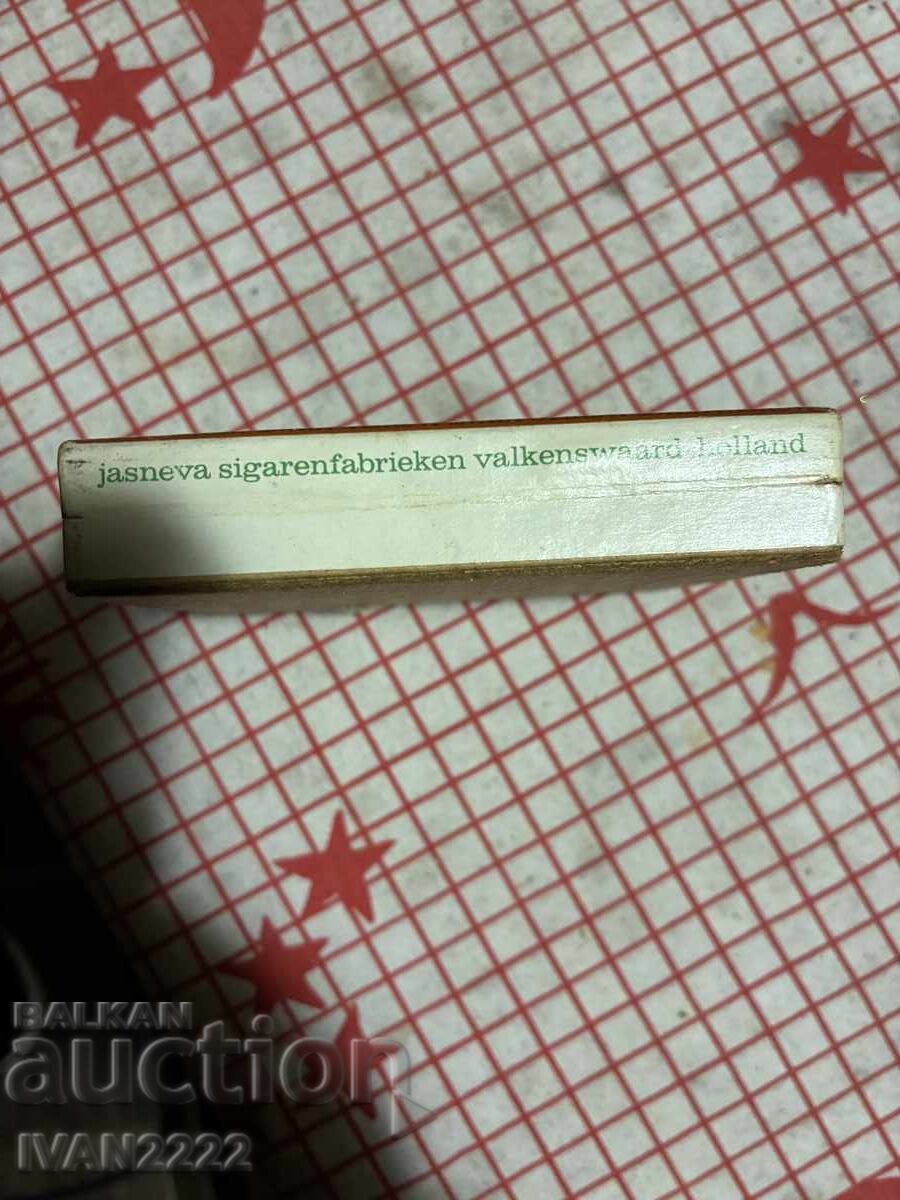 jasneva sigarenfabrieken valkenswaard-holland
BALKAN
auction
IVAN2222